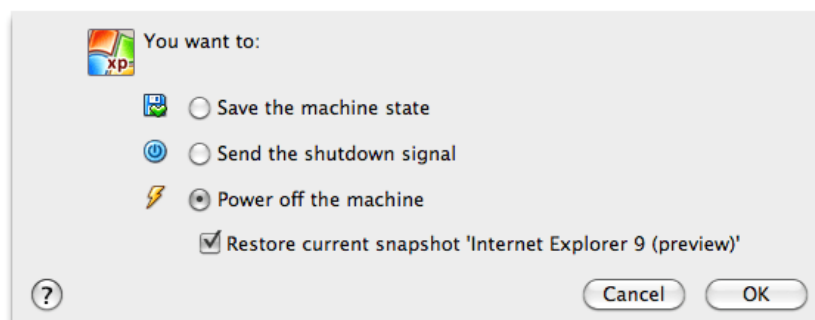 You want to:
xp
Save the machine state
Send the shutdown signal
Power off the machine
Restore current snapshot 'Internet Explorer 9 (preview)'
?
Cancel
OK